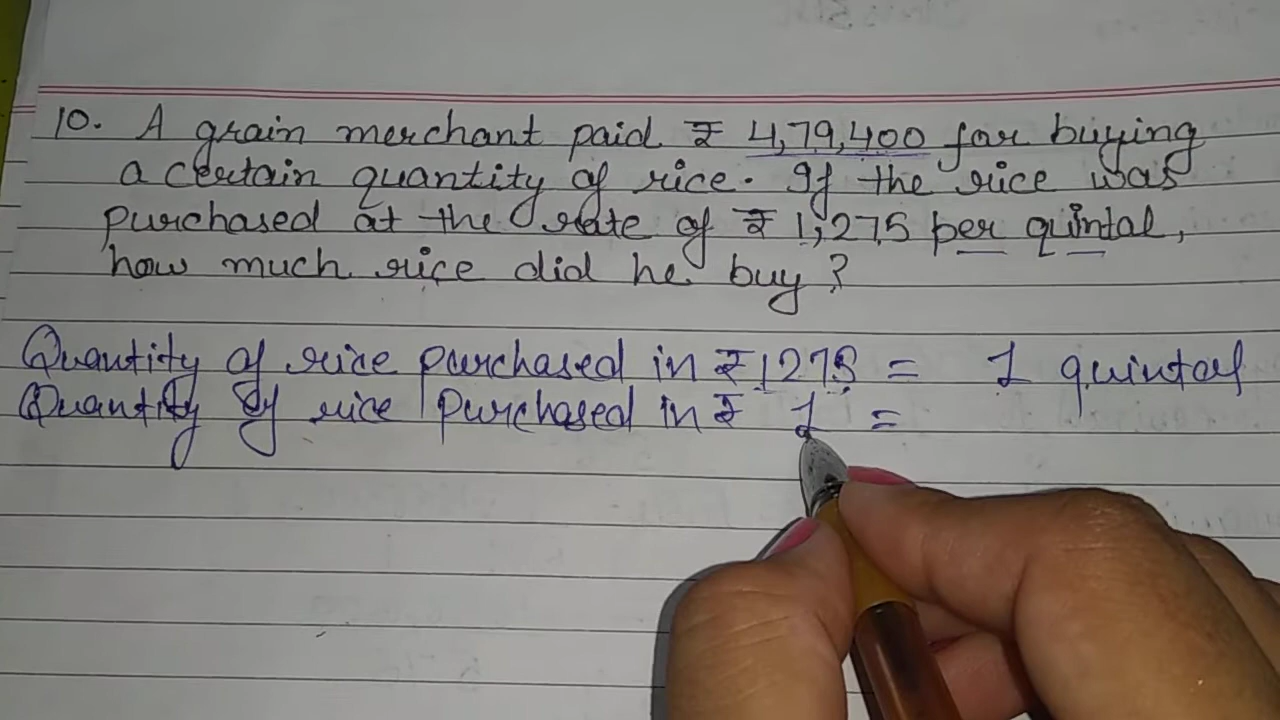 10. A grain merchant paid ₹ 4,79,400 for buying
a certain quantity of rice. If the rice was
purchased at the rate of ₹ 1,275 per quintal,
how much rice did he buy?
Quantity of rice purchased in ₹ 1275 = 1 quintal
Quantity of rice purchased in ₹ 1 =